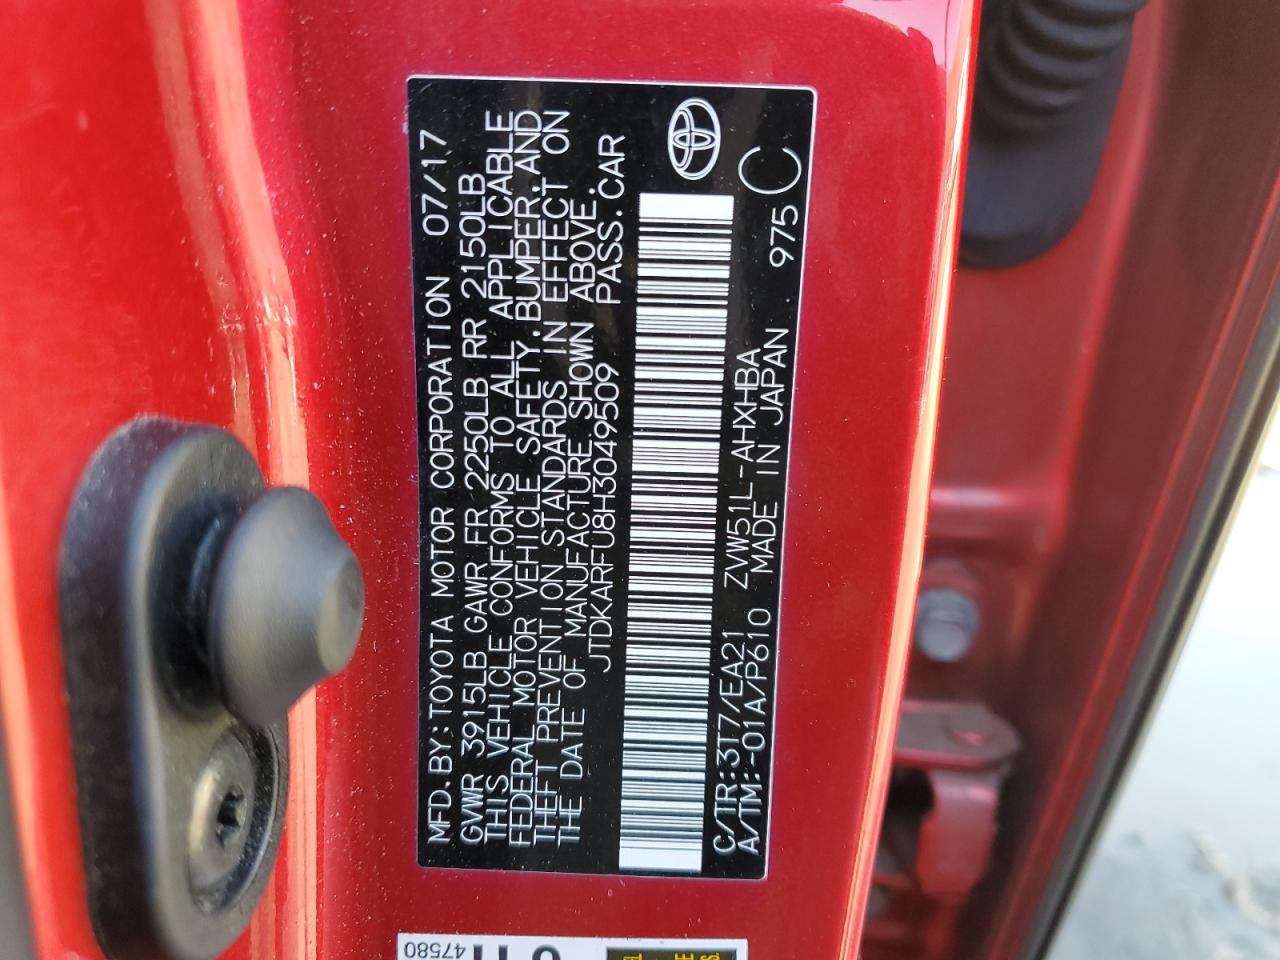 MFD.BY:TOYOTA MOTOR CORPORATION 07/17
GVWR 3915LB GAWR FR 2250LB RR 2150LB
THIS VEHICLE CONFORMS TO ALL APPLICABLE
FEDERAL MOTOR VEHICLE SAFETY,BUMPER,AND
THEFT PREVENTION STANDARDS IN EFFECT ON
THE DATE OF MANUFACTURE SHOWN ABOVE.
JTDKARFU8H3049509 PASS.CAR
C/TR:3T7/EA21 ZVW51L-AHXHBA
A/TM:-01A/P610 MADE IN JAPAN 975 C
47580